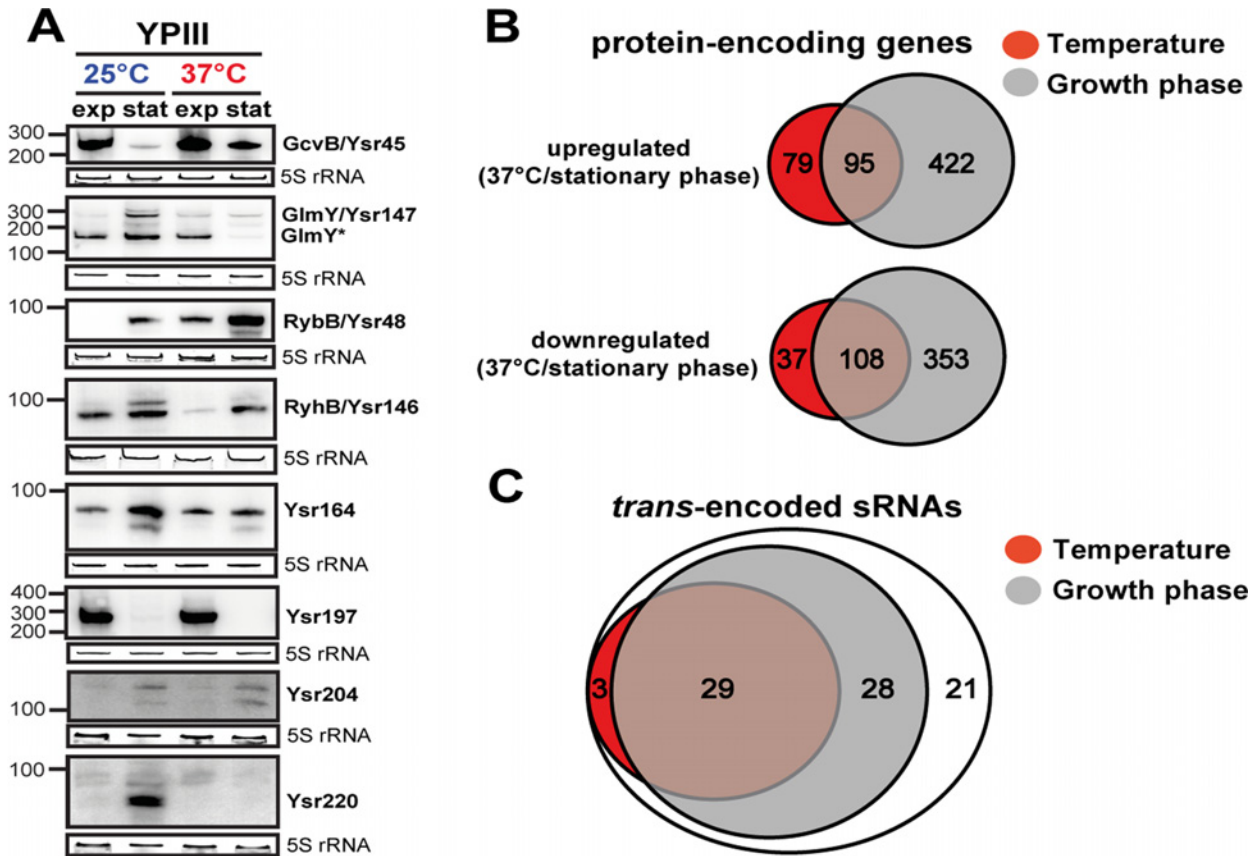 A
YPIII
25°C 37°C
exp stat exp stat
300
200
GcvB/Ysr45
5S rRNA
300
200
100
GlmY/Ysr147
GlmY*
5S rRNA
100
RybB/Ysr48
5S rRNA
100
RyhB/Ysr146
5S rRNA
100
Ysr164
5S rRNA
400
300
200
Ysr197
5S rRNA
100
Ysr204
5S rRNA
100
Ysr220
5S rRNA
B
protein-encoding genes
Temperature
Growth phase
upregulated
(37°C/stationary phase)
79 95 422
downregulated
(37°C/stationary phase)
37 108 353
C
trans-encoded sRNAs
Temperature
Growth phase
3 29 28 21